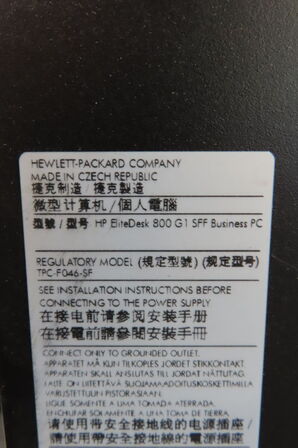 HEWLETT-PACKARD COMPANY
MADE IN CZECH REPUBLIC
捷克制造／捷克製造
微型计算机／個人電腦
型號／型号 HP EliteDesk 800 G1 SFF Business PC
REGULATORY MODEL (規定型號) (规定型号)
TPC-F046-SF
SEE INSTALLATION INSTRUCTIONS BEFORE
CONNECTING TO THE POWER SUPPLY
在接电前请参阅安装手册
在接電前請參閱安裝手冊
CONNECT ONLY TO GROUNDED OUTLET.
APPARATET MÅ KUN TILKOPLES JORDET STIKKONTAKT.
APPARATEN SKALL ANSLUTAS TILL JORDAT NÄTUTTAG.
LAITE ON LIITETTÄVÄ SUOJAMAADOITUSKOSKETTIMILLA
VARUSTETTUUN PISTORASIAAN.
LIGUE SOMENTE A UMA TOMADA ATERRADA.
ENCHUFAR SOLAMENTE A UNA TOMA DE TIERRA.
请使用带安全接地线的电源插座／
請使用帶安全接地線的電源插座